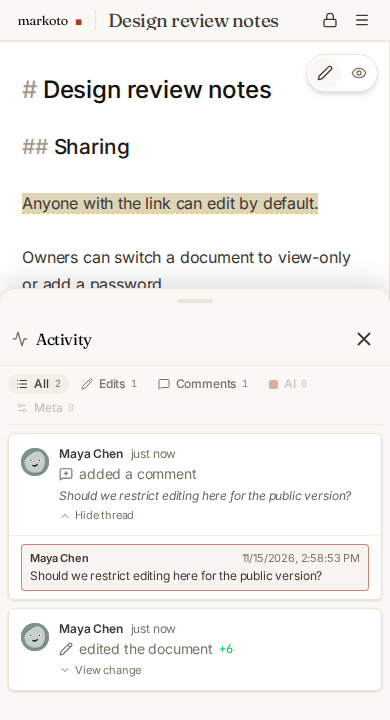 markoto Design review notes
# Design review notes
## Sharing
Anyone with the link can edit by default.
Owners can switch a document to view-only
or add a password
Activity
All 2 Edits 1 Comments 1 AI 0
Meta 0
Maya Chen just now
added a comment
Should we restrict editing here for the public version?
Hide thread
Maya Chen 11/15/2026, 2:58:53 PM
Should we restrict editing here for the public version?
Maya Chen just now
edited the document +6
View change